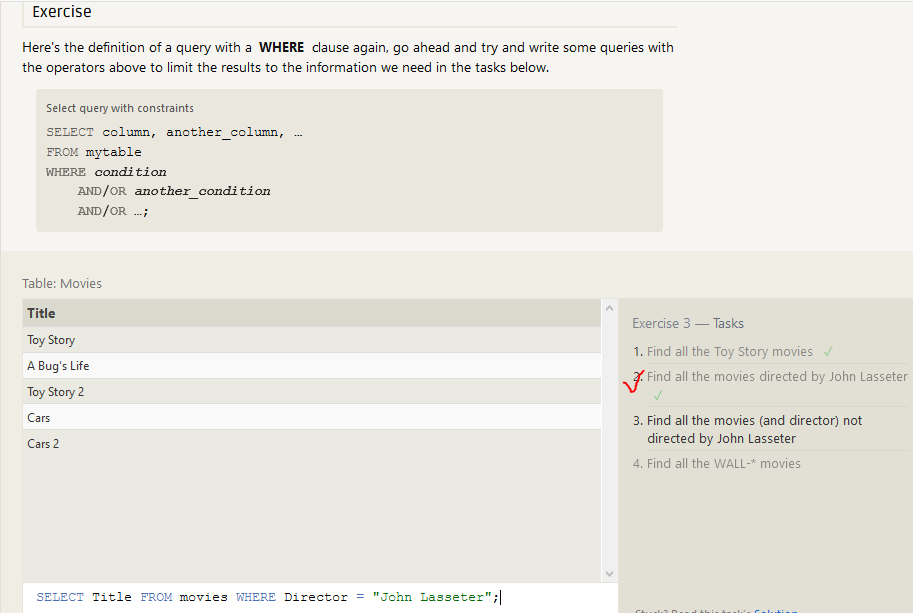 Exercise
Here's the definition of a query with a WHERE clause again, go ahead and try and write some queries with
the operators above to limit the results to the information we need in the tasks below.
Select query with constraints
SELECT column, another_column, …
FROM mytable
WHERE condition
AND/OR another_condition
AND/OR …;
Table: Movies
Title
Toy Story
A Bug's Life
Toy Story 2
Cars
Cars 2
SELECT Title FROM movies WHERE Director = "John Lasseter";
Exercise 3 — Tasks
1. Find all the Toy Story movies ✓
2. Find all the movies directed by John Lasseter
✓
3. Find all the movies (and director) not
directed by John Lasseter
4. Find all the WALL-* movies
Stuck? Read this task's Solution